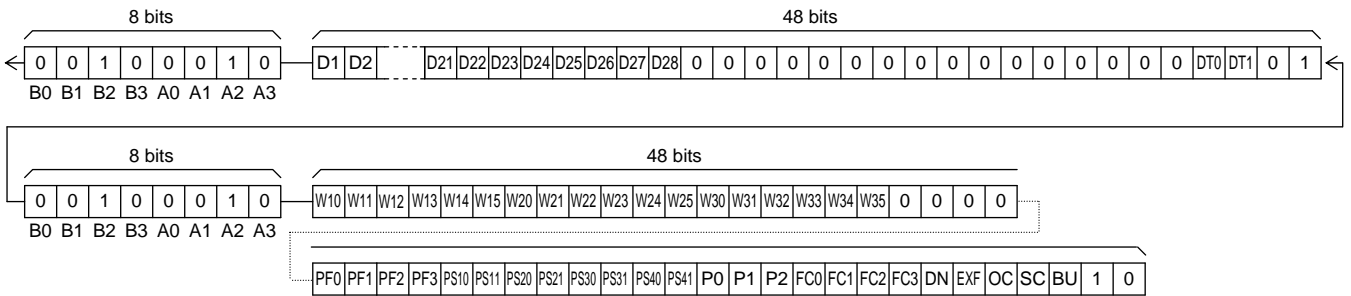 8 bits 48 bits
0 0 1 0 0 0 1 0 D1 D2 D21 D22 D23 D24 D25 D26 D27 D28 0 0 0 0 0 0 0 0 0 0 0 0 0 0 0 0 DT0 DT1 0 1
B0 B1 B2 B3 A0 A1 A2 A3
8 bits 48 bits
0 0 1 0 0 0 1 0 W10 W11 W12 W13 W14 W15 W20 W21 W22 W23 W24 W25 W30 W31 W32 W33 W34 W35 0 0 0 0
B0 B1 B2 B3 A0 A1 A2 A3
PF0 PF1 PF2 PF3 PS10 PS11 PS20 PS21 PS30 PS31 PS40 PS41 P0 P1 P2 FC0 FC1 FC2 FC3 DN EXF OC SC BU 1 0